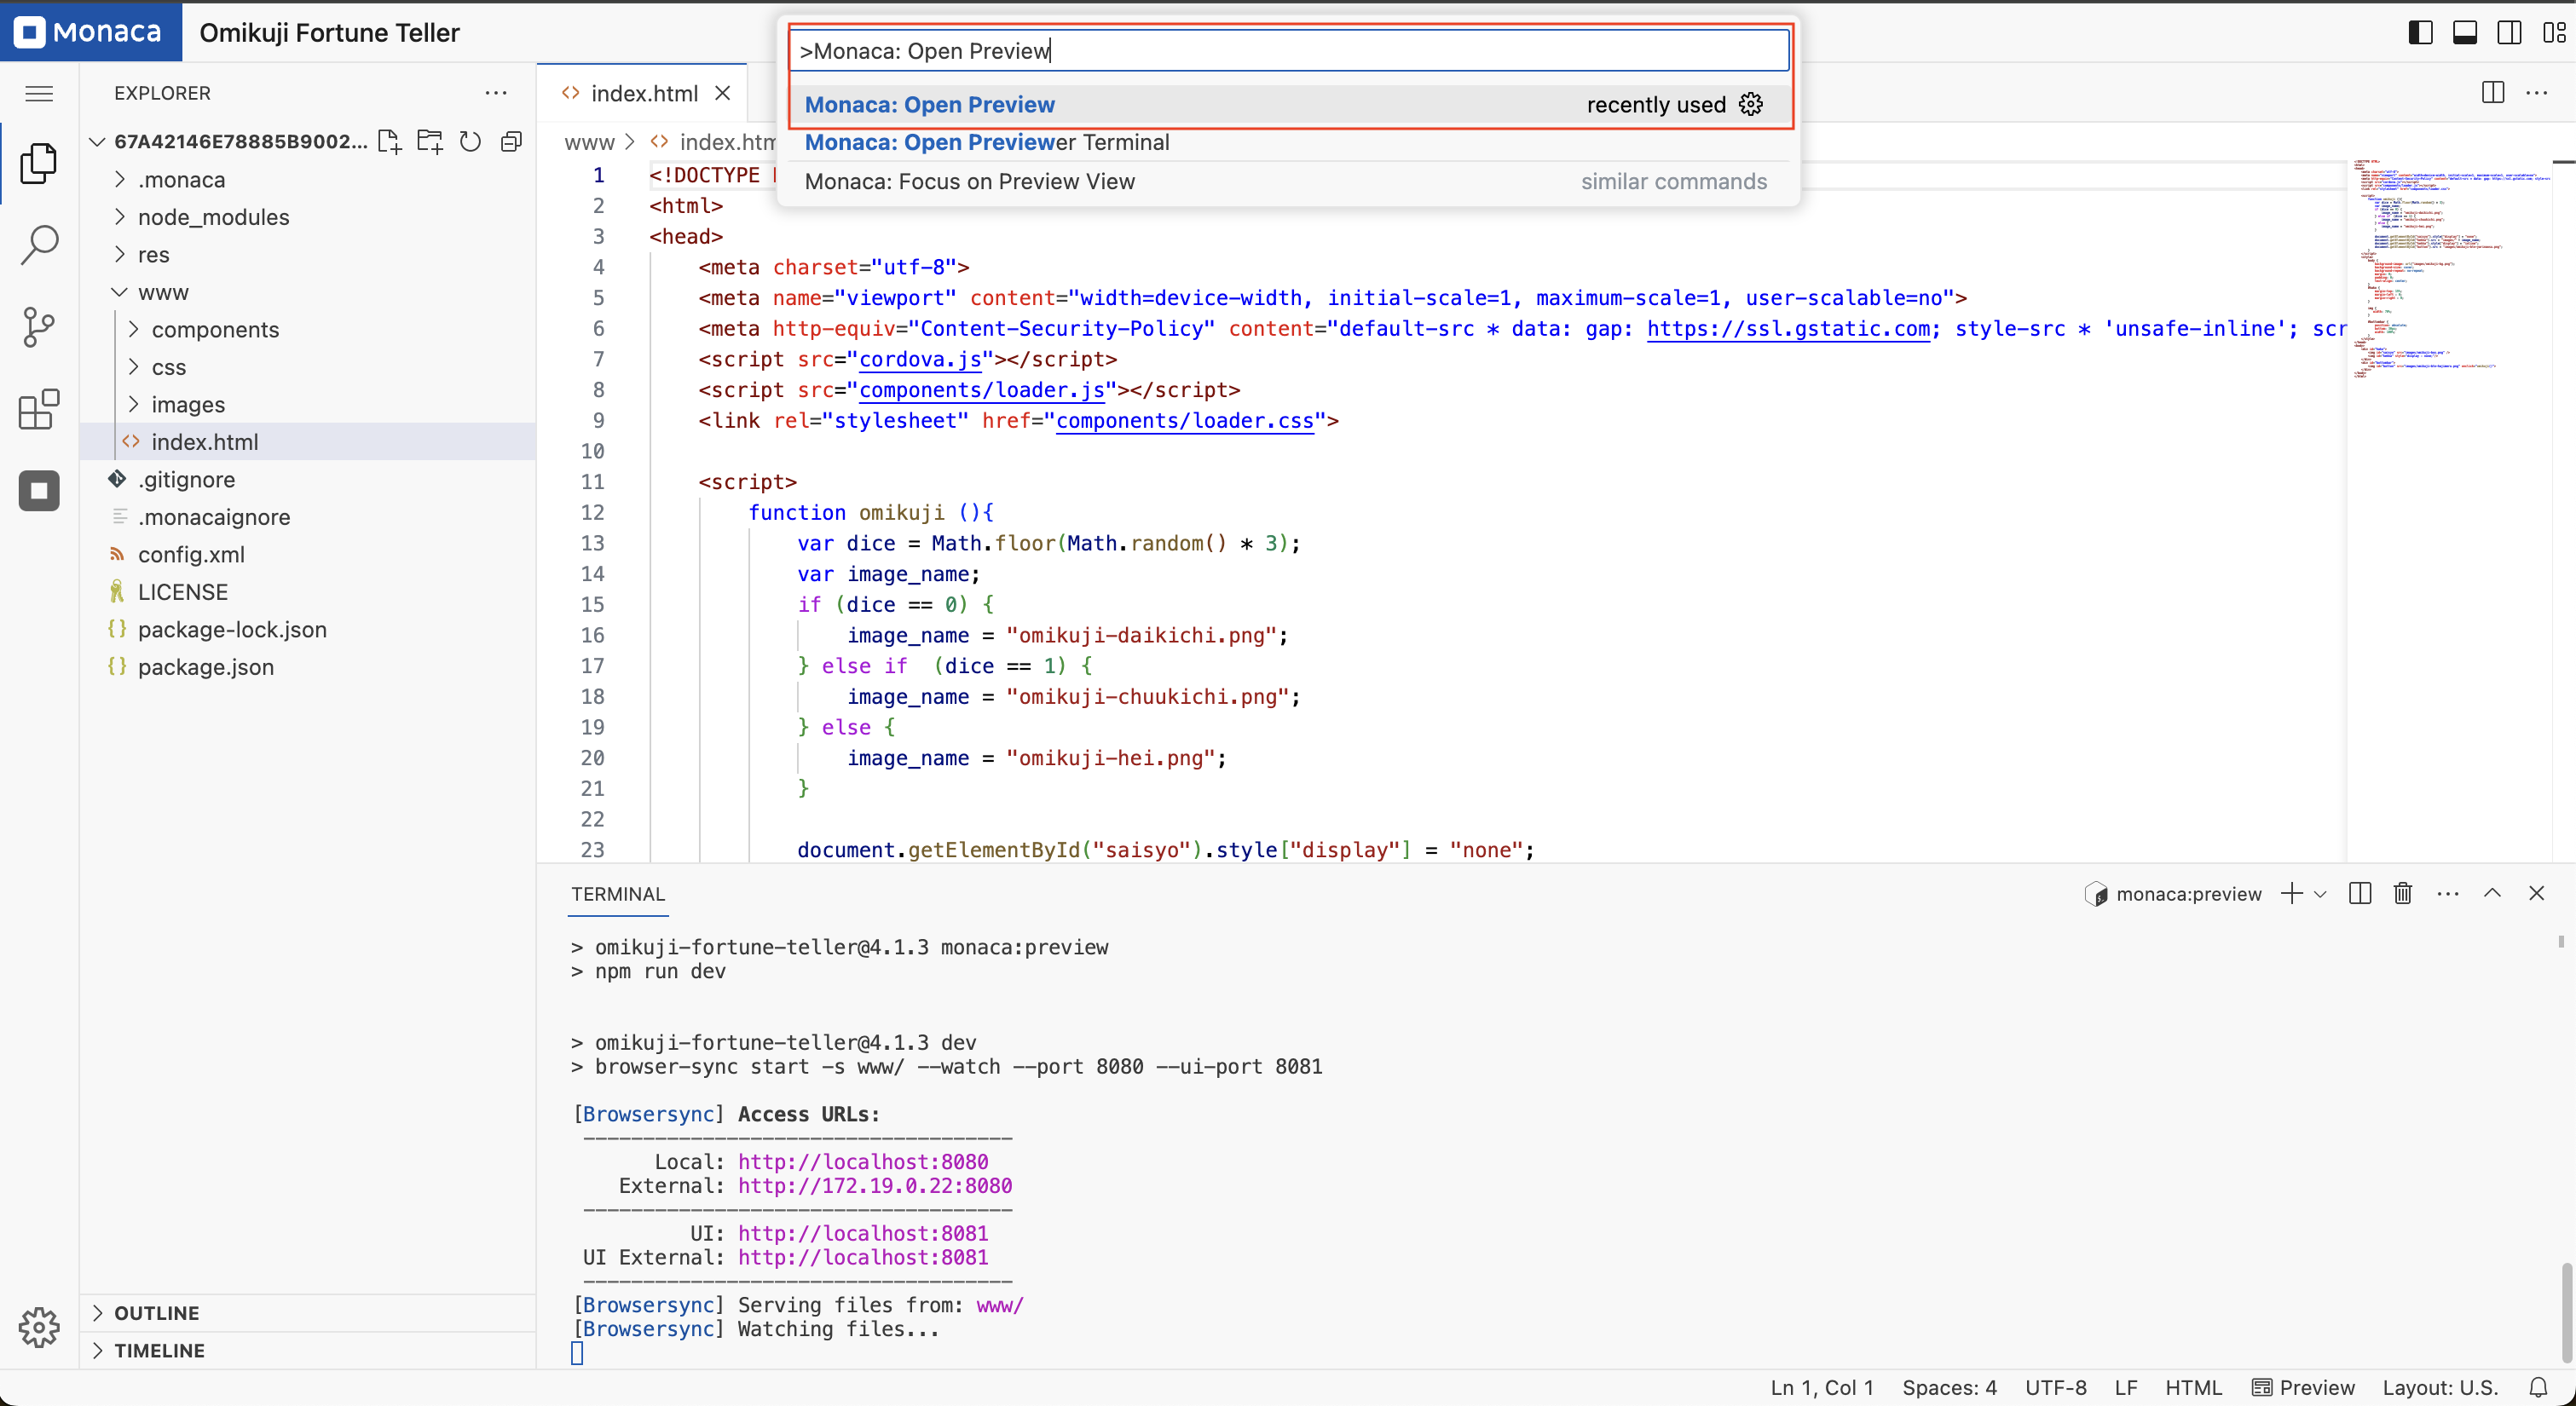 Monaca
Omikuji Fortune Teller
>Monaca: Open Preview
Monaca: Open Preview
recently used
Monaca: Open Previewer Terminal
Monaca: Focus on Preview View
similar commands
EXPLORER
67A42146E78885B9002...
.monaca
node_modules
res
www
components
css
images
index.html
.gitignore
.monacaignore
config.xml
LICENSE
package-lock.json
package.json
OUTLINE
TIMELINE
index.html
www > index.htm
1 <!DOCTYPE
2 <html>
3 <head>
4 <meta charset="utf-8">
5 <meta name="viewport" content="width=device-width, initial-scale=1, maximum-scale=1, user-scalable=no">
6 <meta http-equiv="Content-Security-Policy" content="default-src * data: gap: https://ssl.gstatic.com; style-src * 'unsafe-inline'; scr
7 <script src="cordova.js"></script>
8 <script src="components/loader.js"></script>
9 <link rel="stylesheet" href="components/loader.css">
10
11 <script>
12 function omikuji (){
13 var dice = Math.floor(Math.random() * 3);
14 var image_name;
15 if (dice == 0) {
16 image_name = "omikuji-daikichi.png";
17 } else if  (dice == 1) {
18 image_name = "omikuji-chuukichi.png";
19 } else {
20 image_name = "omikuji-hei.png";
21 }
22
23 document.getElementById("saisyo").style["display"] = "none";
TERMINAL
monaca:preview
> omikuji-fortune-teller@4.1.3 monaca:preview
> npm run dev
> omikuji-fortune-teller@4.1.3 dev
> browser-sync start -s www/ --watch --port 8080 --ui-port 8081
[Browsersync] Access URLs:
------------------------------------
Local: http://localhost:8080
External: http://172.19.0.22:8080
------------------------------------
UI: http://localhost:8081
UI External: http://localhost:8081
------------------------------------
[Browsersync] Serving files from: www/
[Browsersync] Watching files...
Ln 1, Col 1
Spaces: 4
UTF-8
LF
HTML
Preview
Layout: U.S.